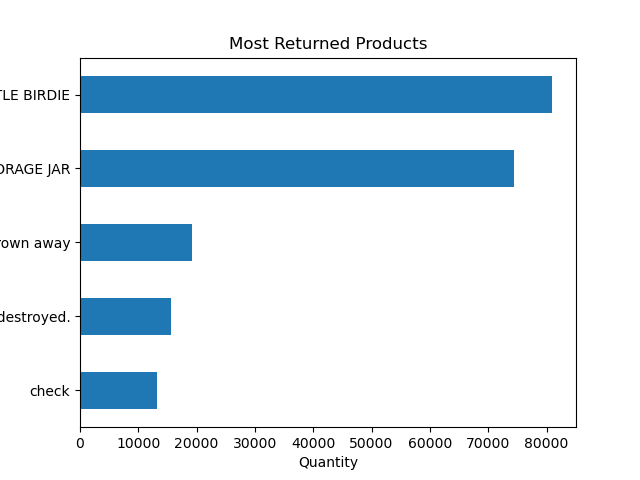 Most Returned Products
TLE BIRDIE
ORAGE JAR
rown away
destroyed.
check
0 10000 20000 30000 40000 50000 60000 70000 80000
Quantity